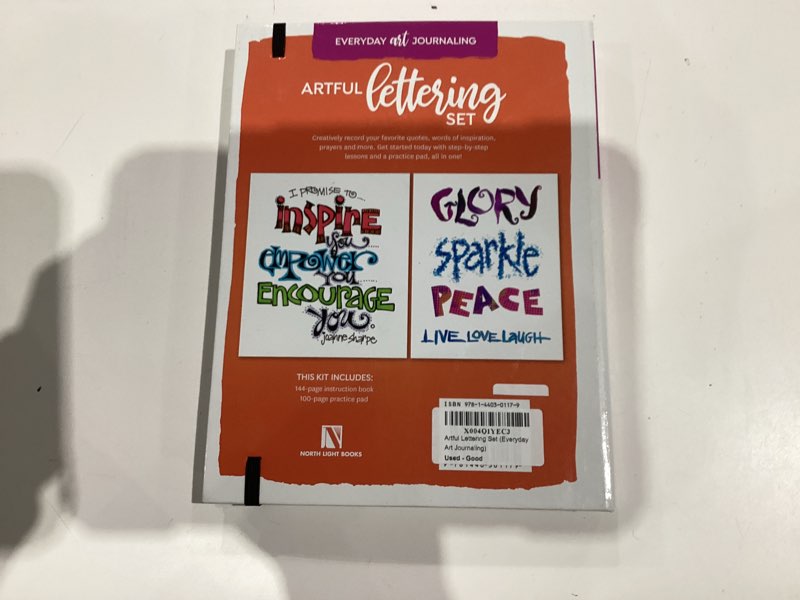 EVERYDAY art JOURNALING
ARTFUL lettering
SET
Creatively record your favorite quotes, words of inspiration,
prayers and more. Get started today with step-by-step
lessons and a practice pad, all in one!
I PROMISE TO...
inspire
you
empower
you
ENCOURAGE
you.
joanne sharpe
GLORY
sparkle
PEACE
LIVE LOVE LAUGH
THIS KIT INCLUDES:
144-page instruction book
100-page practice pad
NORTH LIGHT BOOKS
ISBN 978-1-4403-0117-9
X004Q1YECJ
Artful Lettering Set (Everyday
Art Journaling)
Used - Good